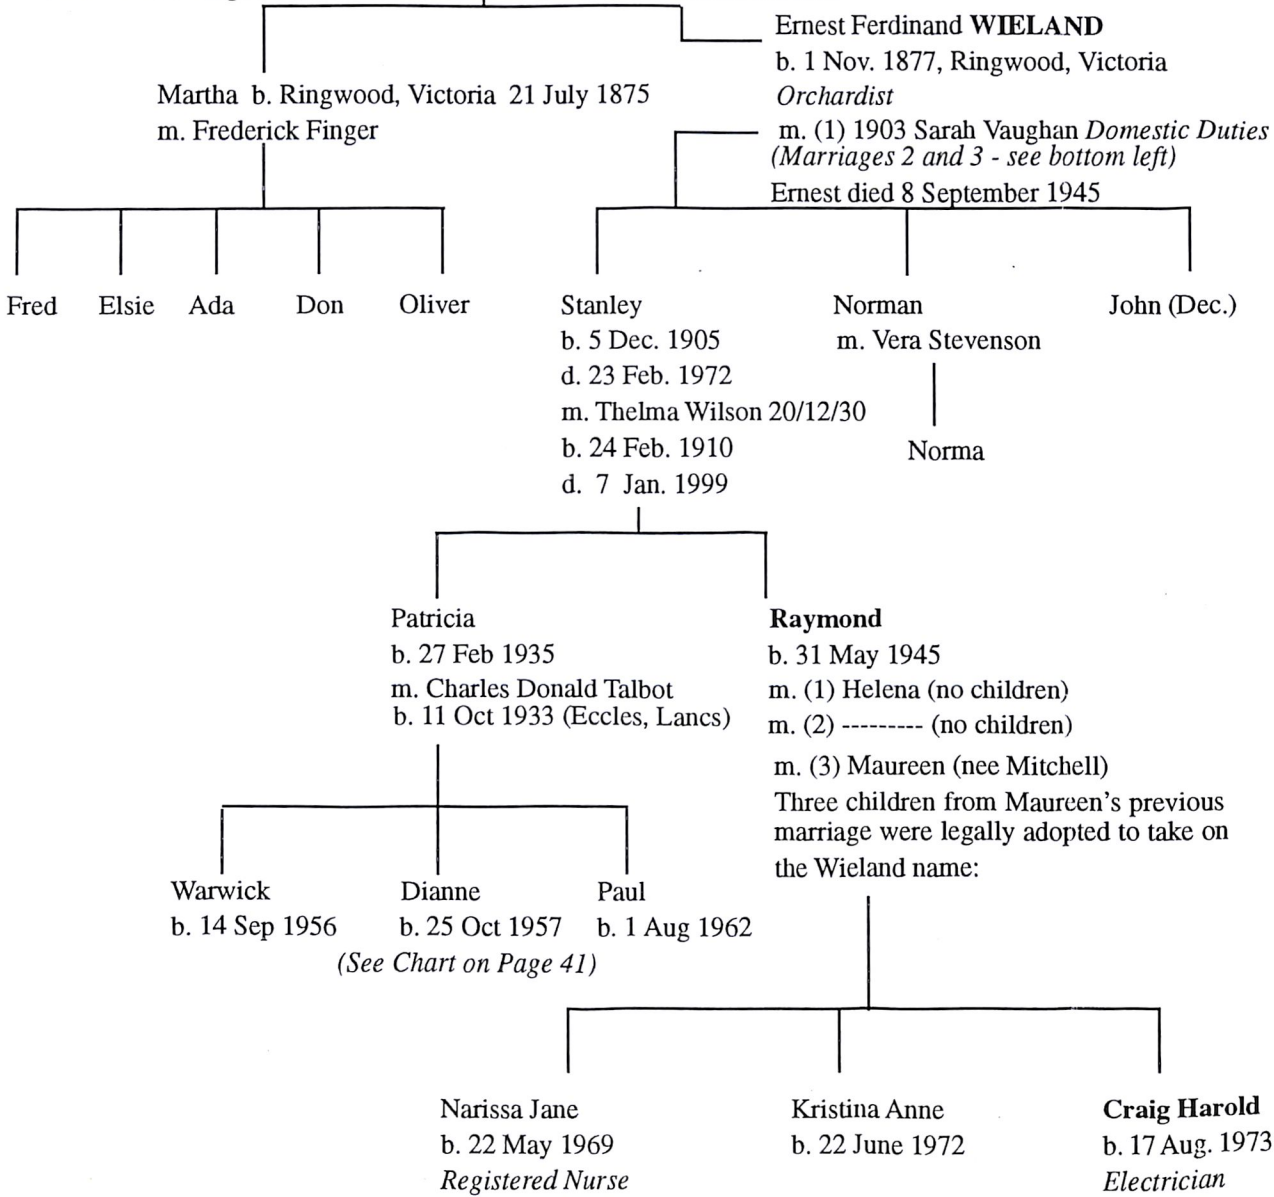 Ernest Ferdinand WIELAND
b. 1 Nov. 1877, Ringwood, Victoria
Orchardist
m. (1) 1903 Sarah Vaughan Domestic Duties
(Marriages 2 and 3 - see bottom left)
Ernest died 8 September 1945
Martha b. Ringwood, Victoria 21 July 1875
m. Frederick Finger
Fred Elsie Ada Don Oliver
Stanley
b. 5 Dec. 1905
d. 23 Feb. 1972
m. Thelma Wilson 20/12/30
b. 24 Feb. 1910
d. 7 Jan. 1999
Norman
m. Vera Stevenson
Norma
John (Dec.)
Patricia
b. 27 Feb 1935
m. Charles Donald Talbot
b. 11 Oct 1933 (Eccles, Lancs)
Raymond
b. 31 May 1945
m. (1) Helena (no children)
m. (2) --------- (no children)
m. (3) Maureen (nee Mitchell)
Three children from Maureen's previous
marriage were legally adopted to take on
the Wieland name:
Warwick
b. 14 Sep 1956
Dianne
b. 25 Oct 1957
Paul
b. 1 Aug 1962
(See Chart on Page 41)
Narissa Jane
b. 22 May 1969
Registered Nurse
Kristina Anne
b. 22 June 1972
Craig Harold
b. 17 Aug. 1973
Electrician